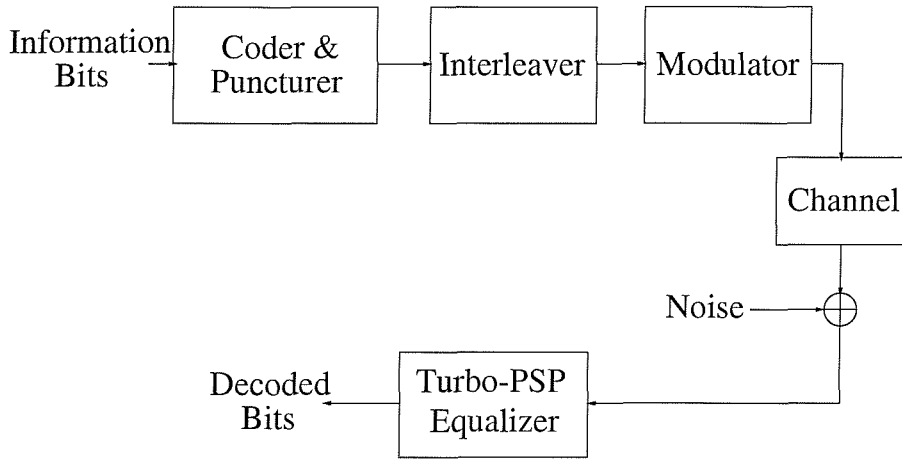 Information
Bits
Coder &
Puncturer
Interleaver
Modulator
Channel
Noise
Turbo-PSP
Equalizer
Decoded
Bits